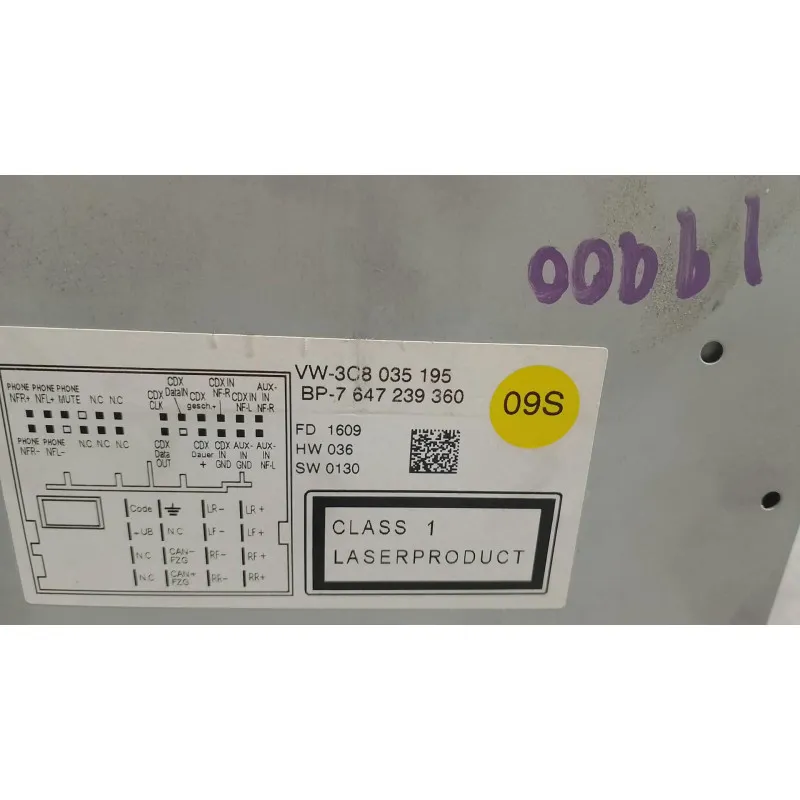 00661
VW-3C8 035 195
BP-7 647 239 360
09S
FD 1609
HW 036
SW 0130
CLASS 1
LASERPRODUCT
PHONE NFR+
PHONE NFL+
PHONE MUTE
N.C
N.C
CDX CLK
CDX DataIN
CDX gesch.+
CDX IN NF-R
CDX IN NF-L
AUX-IN NF-R
PHONE NFR-
PHONE NFL-
N.C
N.C
N.C
CDX Data OUT
CDX Dauer +
CDX IN GND
AUX-IN GND
AUX-IN NF-L
Code
LR-
LR+
+UB
N.C
LF-
LF+
N.C
CAN- FZG
RF-
RF+
N.C
CAN+ FZG
RR-
RR+